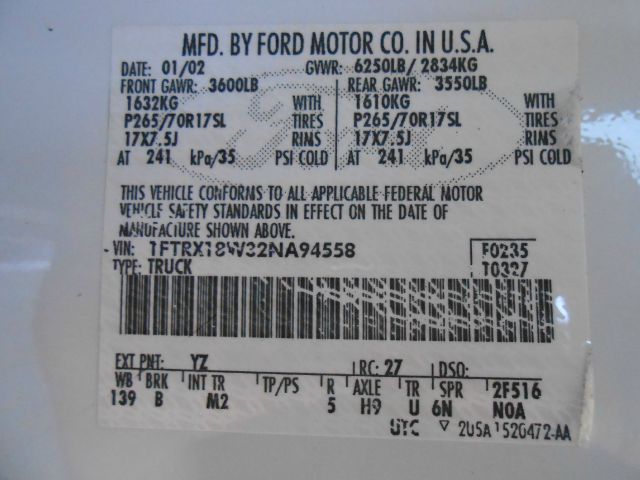 MFD. BY FORD MOTOR CO. IN U.S.A.
DATE: 01/02 GVWR: 6250LB/ 2834KG
FRONT GAWR: 3600LB REAR GAWR: 3550LB
1632KG WITH 1610KG WITH
P265/70R17SL TIRES P265/70R17SL TIRES
17X7.5J RIMS 17X7.5J RIMS
AT 241 kPa/35 PSI COLD AT 241 kPa/35 PSI COLD
THIS VEHICLE CONFORMS TO ALL APPLICABLE FEDERAL MOTOR
VEHICLE SAFETY STANDARDS IN EFFECT ON THE DATE OF
MANUFACTURE SHOWN ABOVE.
VIN: 1FTRX18W32NA94558 F0235
TYPE: TRUCK T0327
EXT PNT: YZ RC: 27 DSO:
WB BRK INT TR TP/PS R AXLE TR SPR 2F516
139 B M2 5 H9 U 6N N0A
UTC ▽ 2U5A 1520472-AA